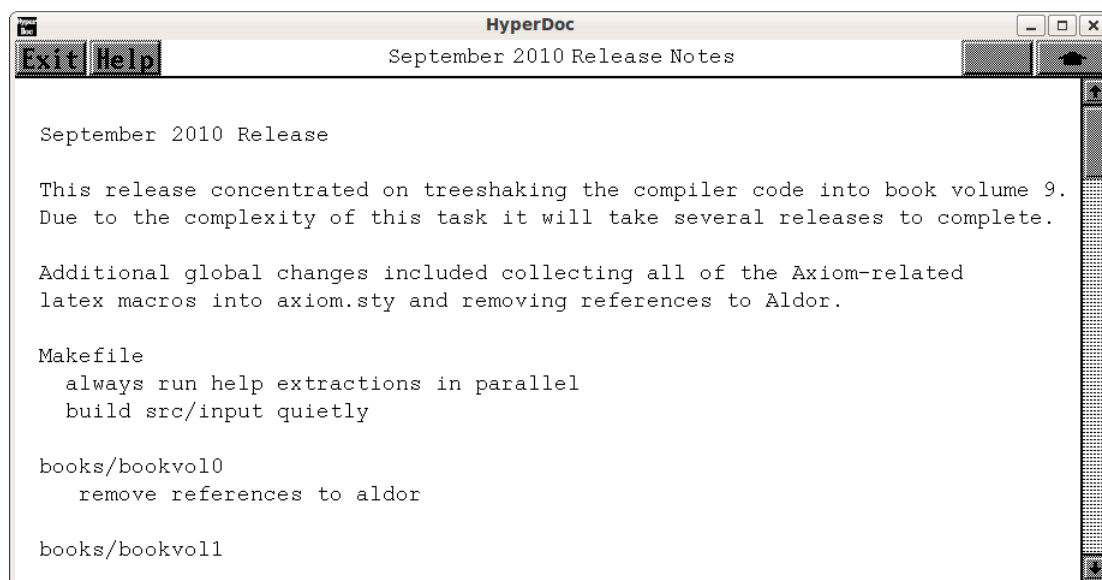 Hyper Doc
HyperDoc
Exit Help
September 2010 Release Notes
September 2010 Release
This release concentrated on treeshaking the compiler code into book volume 9.
Due to the complexity of this task it will take several releases to complete.
Additional global changes included collecting all of the Axiom-related
latex macros into axiom.sty and removing references to Aldor.
Makefile
always run help extractions in parallel
build src/input quietly
books/bookvol0
remove references to aldor
books/bookvol1